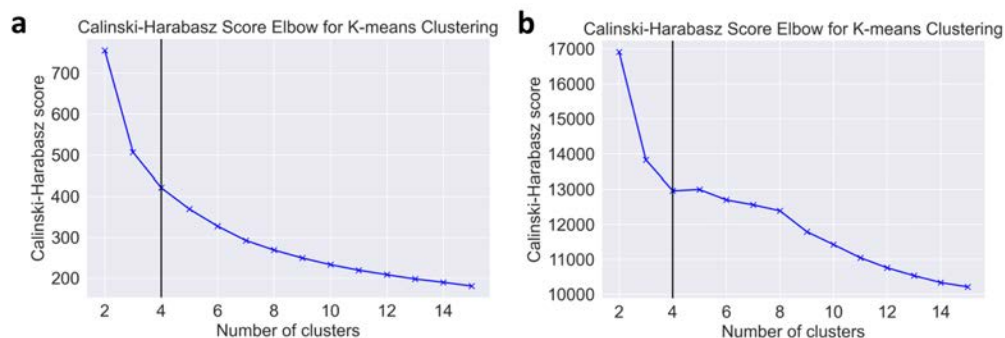 a
Calinski-Harabasz Score Elbow for K-means Clustering
Calinski-Harabasz score
700
600
500
400
300
200
2 4 6 8 10 12 14
Number of clusters
b
Calinski-Harabasz Score Elbow for K-means Clustering
Calinski-Harabasz score
17000
16000
15000
14000
13000
12000
11000
10000
2 4 6 8 10 12 14
Number of clusters